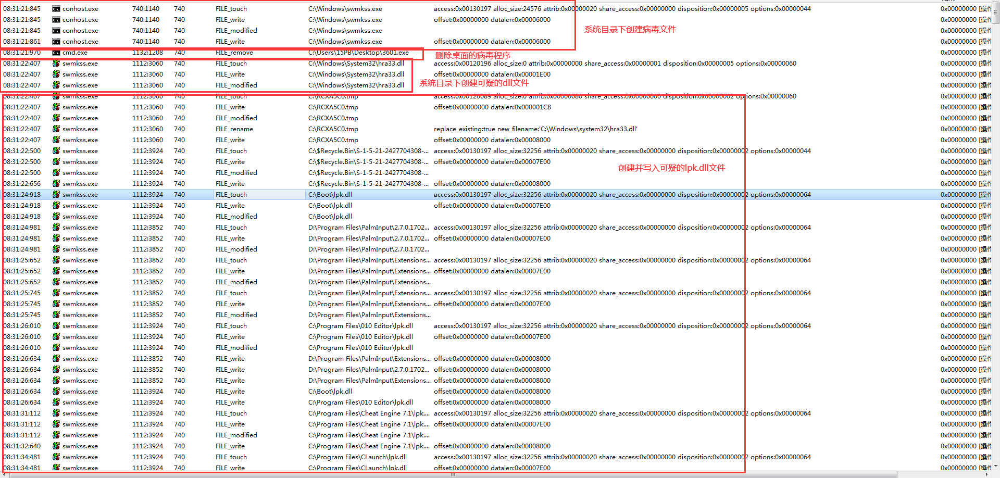 08:31:21:845 conhost.exe 740:1140 740 FILE_touch C:\Windows\swmkss.exe access:0x00130197 alloc_size:24576 attrib:0x00000020 share_access:0x00000000 disposition:0x00000005 options:0x00000044 0x00000000 [操作
08:31:21:845 conhost.exe 740:1140 740 FILE_write C:\Windows\swmkss.exe offset:0x00000000 datalen:0x00006000 0x00000000 [操作
08:31:21:845 conhost.exe 740:1140 740 FILE_modified C:\Windows\swmkss.exe 0x00000000 [操作
系统目录下创建病毒文件
08:31:21:861 conhost.exe 740:1140 740 FILE_write C:\Windows\swmkss.exe offset:0x00000000 datalen:0x00006000 0x00000000 [操作
08:31:21:970 cmd.exe 1132:1208 740 FILE_remove C:\Users\15PB\Desktop\3601.exe 0x00000000 [操作
删除桌面的病毒程序
08:31:22:407 swmkss.exe 1112:3060 740 FILE_touch C:\Windows\System32\hra33.dll access:0x00120196 alloc_size:0 attrib:0x00000000 share_access:0x00000001 disposition:0x00000005 options:0x00000060 0x00000000 [操作
08:31:22:407 swmkss.exe 1112:3060 740 FILE_write C:\Windows\System32\hra33.dll offset:0x00000000 datalen:0x00001E00 0x00000000 [操作
08:31:22:407 swmkss.exe 1112:3060 740 FILE_modified C:\Windows\System32\hra33.dll 0x00000000 [操作
系统目录下创建可疑的dll文件
08:31:22:407 swmkss.exe 1112:3060 740 FILE_touch C:\RCXA5C0.tmp access:0x00120089 alloc_size:0 attrib:0x00000080 share_access:0x00000000 disposition:0x00000002 options:0x00000060 0x00000000 [操作
08:31:22:407 swmkss.exe 1112:3060 740 FILE_write C:\RCXA5C0.tmp offset:0x00000000 datalen:0x000001C8 0x00000000 [操作
08:31:22:407 swmkss.exe 1112:3060 740 FILE_modified C:\RCXA5C0.tmp 0x00000000 [操作
08:31:22:407 swmkss.exe 1112:3060 740 FILE_rename C:\RCXA5C0.tmp replace_existing:true new_filename:'C:\Windows\system32\hra33.dll' 0x00000000 [操作
08:31:22:407 swmkss.exe 1112:3060 740 FILE_write C:\RCXA5C0.tmp offset:0x00000000 datalen:0x00008000 0x00000000 [操作
08:31:22:500 swmkss.exe 1112:3924 740 FILE_touch C:\$Recycle.Bin\S-1-5-21-2427704308-... access:0x00130197 alloc_size:32256 attrib:0x00000020 share_access:0x00000000 disposition:0x00000002 options:0x00000044 0x00000000 [操作
08:31:22:500 swmkss.exe 1112:3924 740 FILE_write C:\$Recycle.Bin\S-1-5-21-2427704308-... offset:0x00000000 datalen:0x00007E00 0x00000000 [操作
创建并写入可疑的lpk.dll文件
08:31:22:500 swmkss.exe 1112:3924 740 FILE_modified C:\$Recycle.Bin\S-1-5-21-2427704308-... 0x00000000 [操作
08:31:22:656 swmkss.exe 1112:3924 740 FILE_write C:\$Recycle.Bin\S-1-5-21-2427704308-... offset:0x00000000 datalen:0x00008000 0x00000000 [操作
08:31:24:918 swmkss.exe 1112:3924 740 FILE_touch C:\Boot\lpk.dll access:0x00130197 alloc_size:32256 attrib:0x00000020 share_access:0x00000000 disposition:0x00000002 options:0x00000064 0x00000000 [操作
08:31:24:918 swmkss.exe 1112:3924 740 FILE_write C:\Boot\lpk.dll offset:0x00000000 datalen:0x00007E00 0x00000000 [操作
08:31:24:918 swmkss.exe 1112:3924 740 FILE_modified C:\Boot\lpk.dll 0x00000000 [操作
08:31:24:981 swmkss.exe 1112:3852 740 FILE_touch D:\Program Files\PalmInput\2.7.0.1702... access:0x00130197 alloc_size:32256 attrib:0x00000020 share_access:0x00000000 disposition:0x00000002 options:0x00000064 0x00000000 [操作
08:31:24:981 swmkss.exe 1112:3852 740 FILE_write D:\Program Files\PalmInput\2.7.0.1702... offset:0x00000000 datalen:0x00007E00 0x00000000 [操作
08:31:24:981 swmkss.exe 1112:3852 740 FILE_modified D:\Program Files\PalmInput\2.7.0.1702... 0x00000000 [操作
08:31:25:652 swmkss.exe 1112:3852 740 FILE_touch D:\Program Files\PalmInput\Extensions... access:0x00130197 alloc_size:32256 attrib:0x00000020 share_access:0x00000000 disposition:0x00000002 options:0x00000064 0x00000000 [操作
08:31:25:652 swmkss.exe 1112:3852 740 FILE_write D:\Program Files\PalmInput\Extensions... offset:0x00000000 datalen:0x00007E00 0x00000000 [操作
08:31:25:652 swmkss.exe 1112:3852 740 FILE_modified D:\Program Files\PalmInput\Extensions... 0x00000000 [操作
08:31:25:745 swmkss.exe 1112:3852 740 FILE_touch D:\Program Files\PalmInput\Extensions... access:0x00130197 alloc_size:32256 attrib:0x00000020 share_access:0x00000000 disposition:0x00000002 options:0x00000064 0x00000000 [操作
08:31:25:745 swmkss.exe 1112:3852 740 FILE_write D:\Program Files\PalmInput\Extensions... offset:0x00000000 datalen:0x00007E00 0x00000000 [操作
08:31:25:745 swmkss.exe 1112:3852 740 FILE_modified D:\Program Files\PalmInput\Extensions... 0x00000000 [操作
08:31:26:010 swmkss.exe 1112:3924 740 FILE_touch C:\Program Files\010 Editor\lpk.dll access:0x00130197 alloc_size:32256 attrib:0x00000020 share_access:0x00000000 disposition:0x00000002 options:0x00000064 0x00000000 [操作
08:31:26:010 swmkss.exe 1112:3924 740 FILE_write C:\Program Files\010 Editor\lpk.dll offset:0x00000000 datalen:0x00007E00 0x00000000 [操作
08:31:26:010 swmkss.exe 1112:3924 740 FILE_modified C:\Program Files\010 Editor\lpk.dll 0x00000000 [操作
08:31:26:634 swmkss.exe 1112:3852 740 FILE_write D:\Program Files\PalmInput\Extensions... offset:0x00000000 datalen:0x00008000 0x00000000 [操作
08:31:26:634 swmkss.exe 1112:3852 740 FILE_write D:\Program Files\PalmInput\2.7.0.1702... offset:0x00000000 datalen:0x00008000 0x00000000 [操作
08:31:26:634 swmkss.exe 1112:3852 740 FILE_write D:\Program Files\PalmInput\Extensions... offset:0x00000000 datalen:0x00008000 0x00000000 [操作
08:31:26:634 swmkss.exe 1112:3924 740 FILE_write C:\Boot\lpk.dll offset:0x00000000 datalen:0x00008000 0x00000000 [操作
08:31:26:634 swmkss.exe 1112:3924 740 FILE_write C:\Program Files\010 Editor\lpk.dll offset:0x00000000 datalen:0x00008000 0x00000000 [操作
08:31:31:112 swmkss.exe 1112:3924 740 FILE_touch C:\Program Files\Cheat Engine 7.1\lpk.... access:0x00130197 alloc_size:32256 attrib:0x00000020 share_access:0x00000000 disposition:0x00000002 options:0x00000064 0x00000000 [操作
08:31:31:112 swmkss.exe 1112:3924 740 FILE_write C:\Program Files\Cheat Engine 7.1\lpk.... offset:0x00000000 datalen:0x00007E00 0x00000000 [操作
08:31:31:112 swmkss.exe 1112:3924 740 FILE_modified C:\Program Files\Cheat Engine 7.1\lpk.... 0x00000000 [操作
08:31:32:640 swmkss.exe 1112:3924 740 FILE_write C:\Program Files\Cheat Engine 7.1\lpk.... offset:0x00000000 datalen:0x00008000 0x00000000 [操作
08:31:34:481 swmkss.exe 1112:3924 740 FILE_touch C:\Program Files\CLaunch\lpk.dll access:0x00130197 alloc_size:32256 attrib:0x00000020 share_access:0x00000000 disposition:0x00000002 options:0x00000064 0x00000000 [操作
08:31:34:481 swmkss.exe 1112:3924 740 FILE_write C:\Program Files\CLaunch\lpk.dll offset:0x00000000 datalen:0x00007E00 0x00000000 [操作